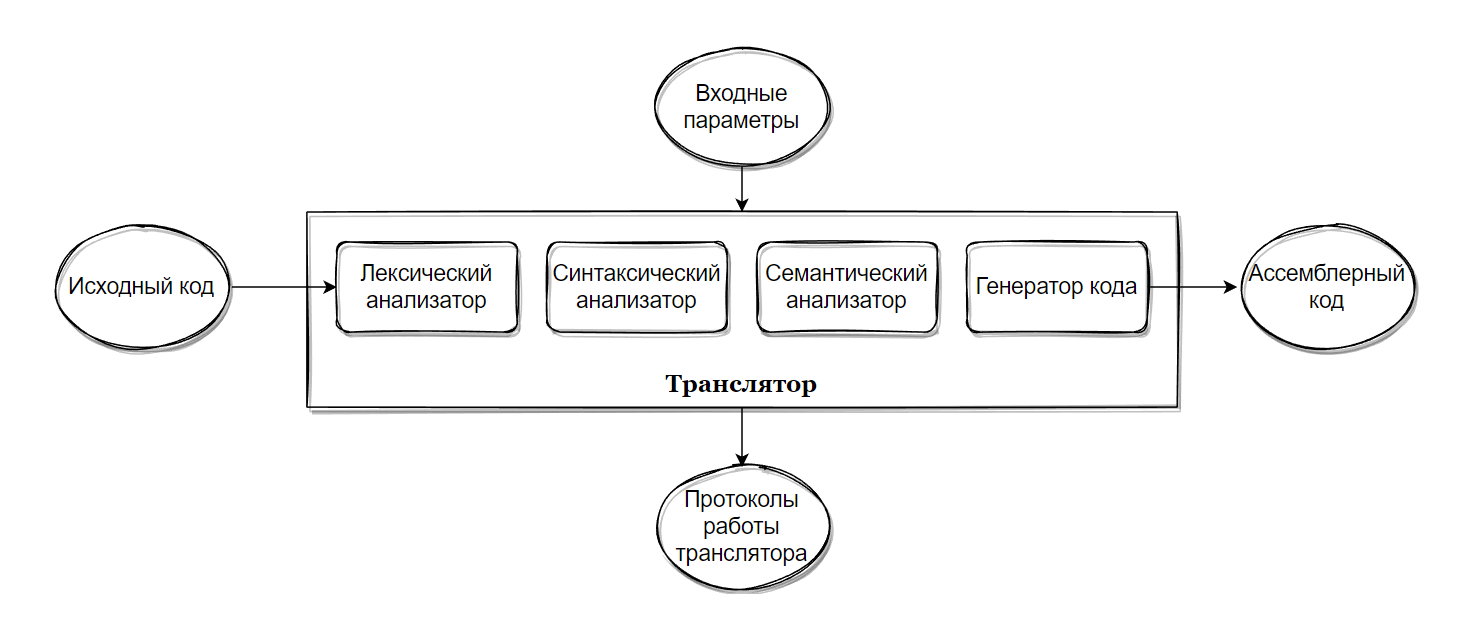 Входные
параметры
Исходный код
Лексический
анализатор
Синтаксический
анализатор
Семантический
анализатор
Генератор кода
Ассемблерный
код
Транслятор
Протоколы
работы
транслятора